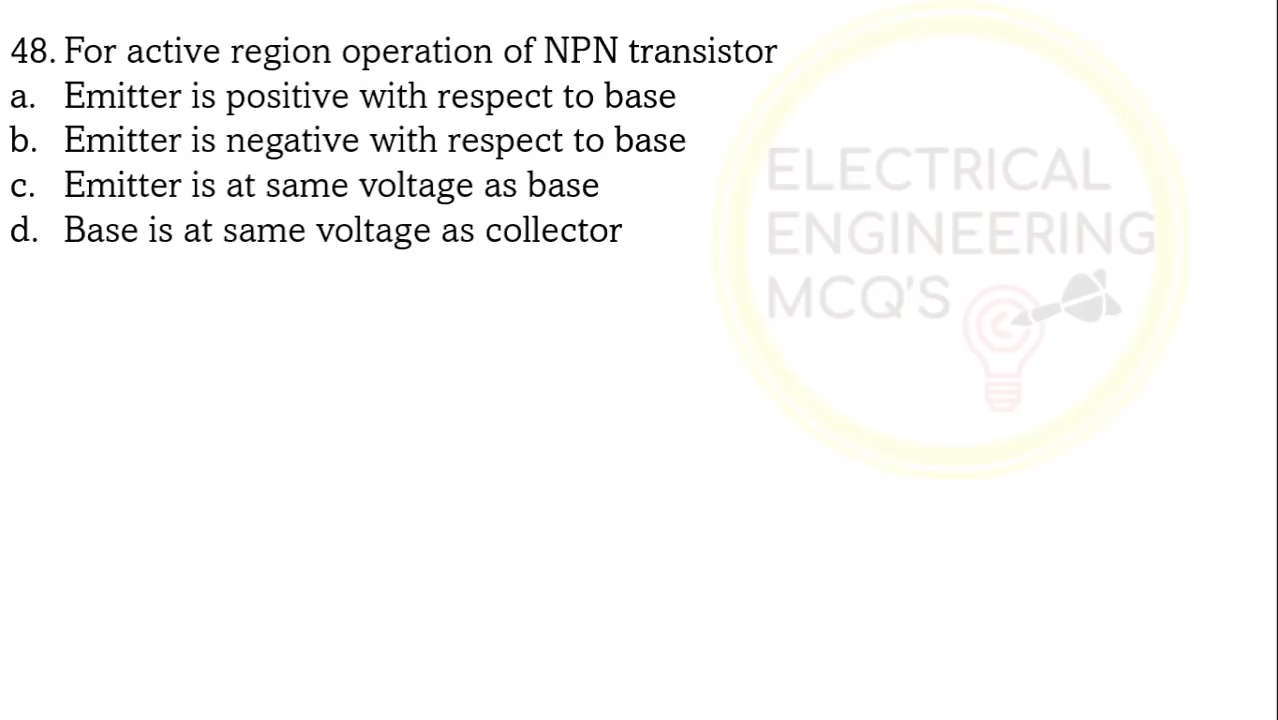 48. For active region operation of NPN transistor
a. Emitter is positive with respect to base
b. Emitter is negative with respect to base
c. Emitter is at same voltage as base
d. Base is at same voltage as collector
ELECTRICAL
ENGINEERING
MCQ'S